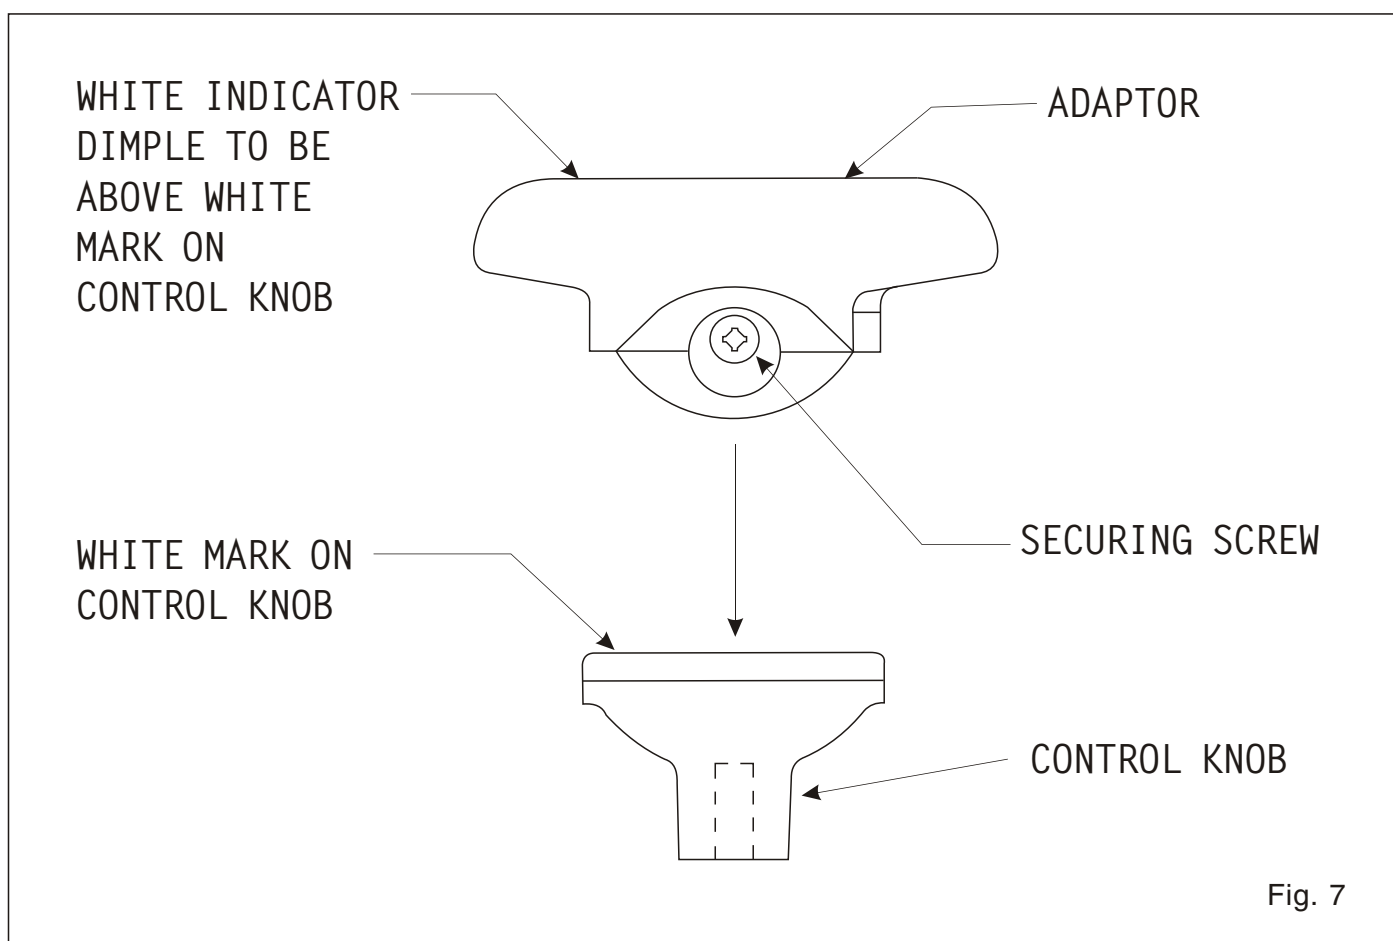 WHITE INDICATOR
DIMPLE TO BE
ABOVE WHITE
MARK ON
CONTROL KNOB
ADAPTOR
SECURING SCREW
WHITE MARK ON
CONTROL KNOB
CONTROL KNOB
Fig. 7